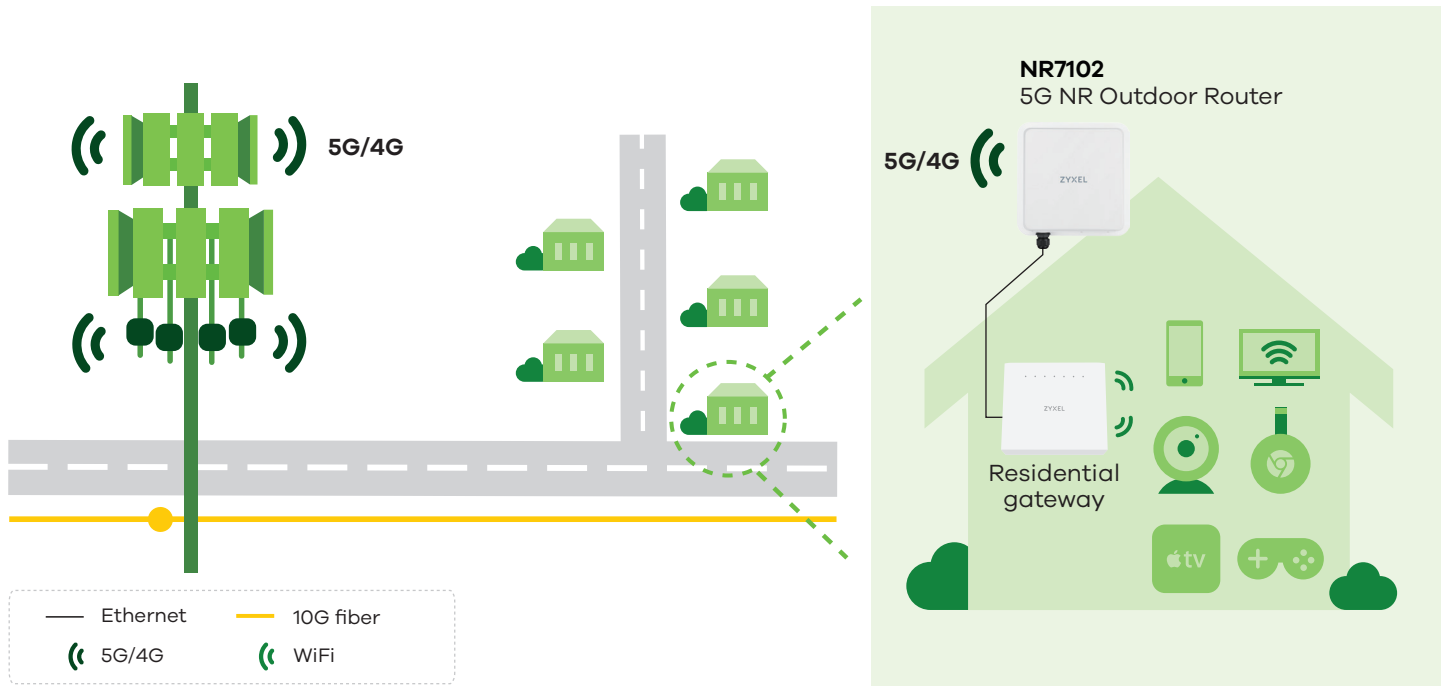 NR7102
5G NR Outdoor Router
5G/4G
5G/4G
ZYXEL
ZYXEL
Residential
gateway
tv
Ethernet
10G fiber
5G/4G
WiFi